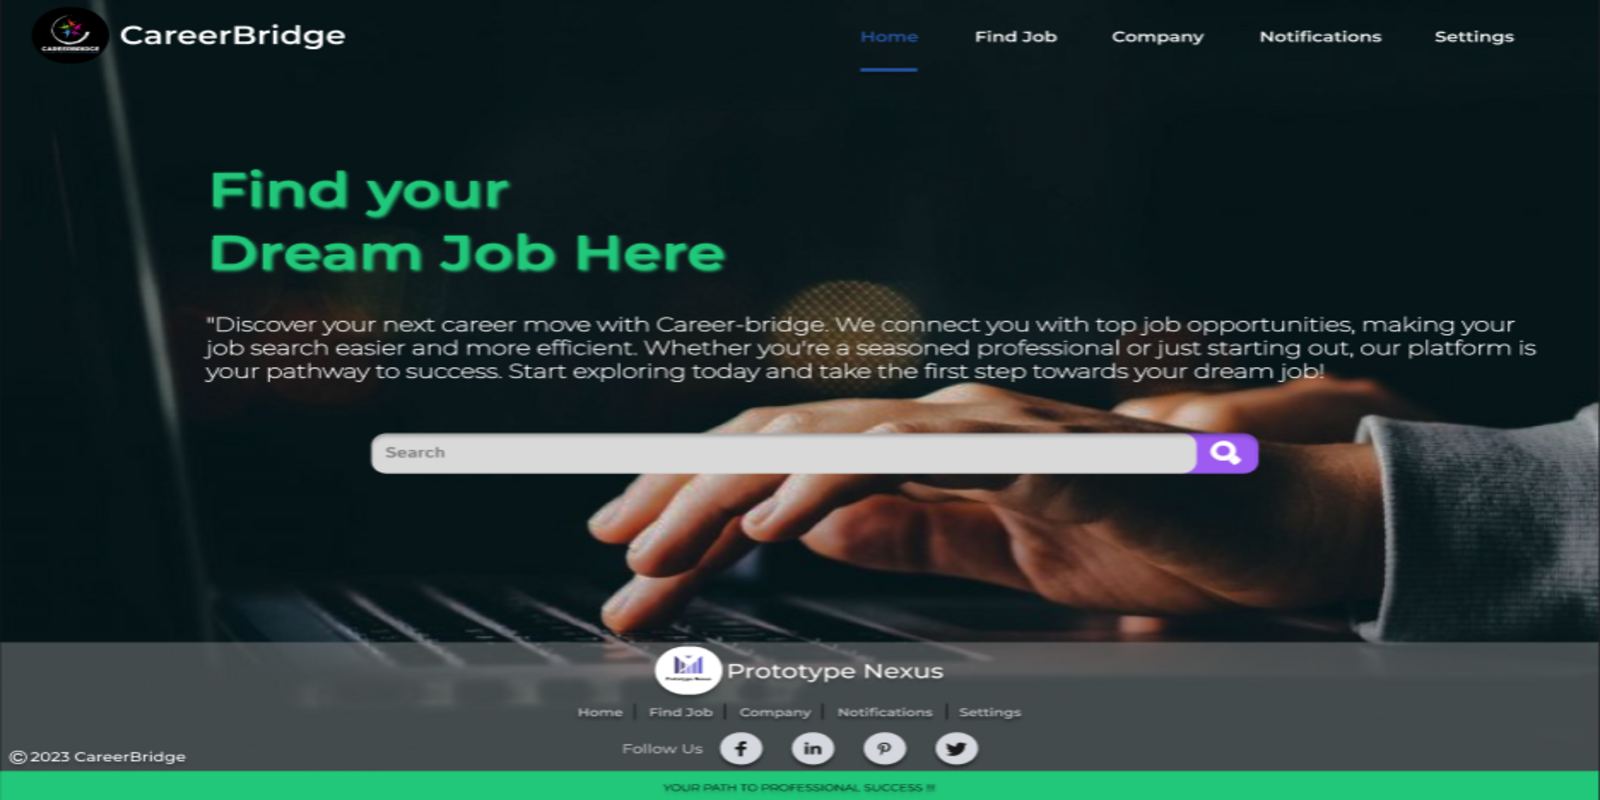 CAREERBRIDGE
CareerBridge
Home Find Job Company Notifications Settings
Find your
Dream Job Here
"Discover your next career move with Career-bridge. We connect you with top job opportunities, making your
job search easier and more efficient. Whether you're a seasoned professional or just starting out, our platform is
your pathway to success. Start exploring today and take the first step towards your dream job!
Search
Prototype Nexus
Prototype Nexus
Home | Find Job | Company | Notifications | Settings
Follow Us
© 2023 CareerBridge
YOUR PATH TO PROFESSIONAL SUCCESS !!!